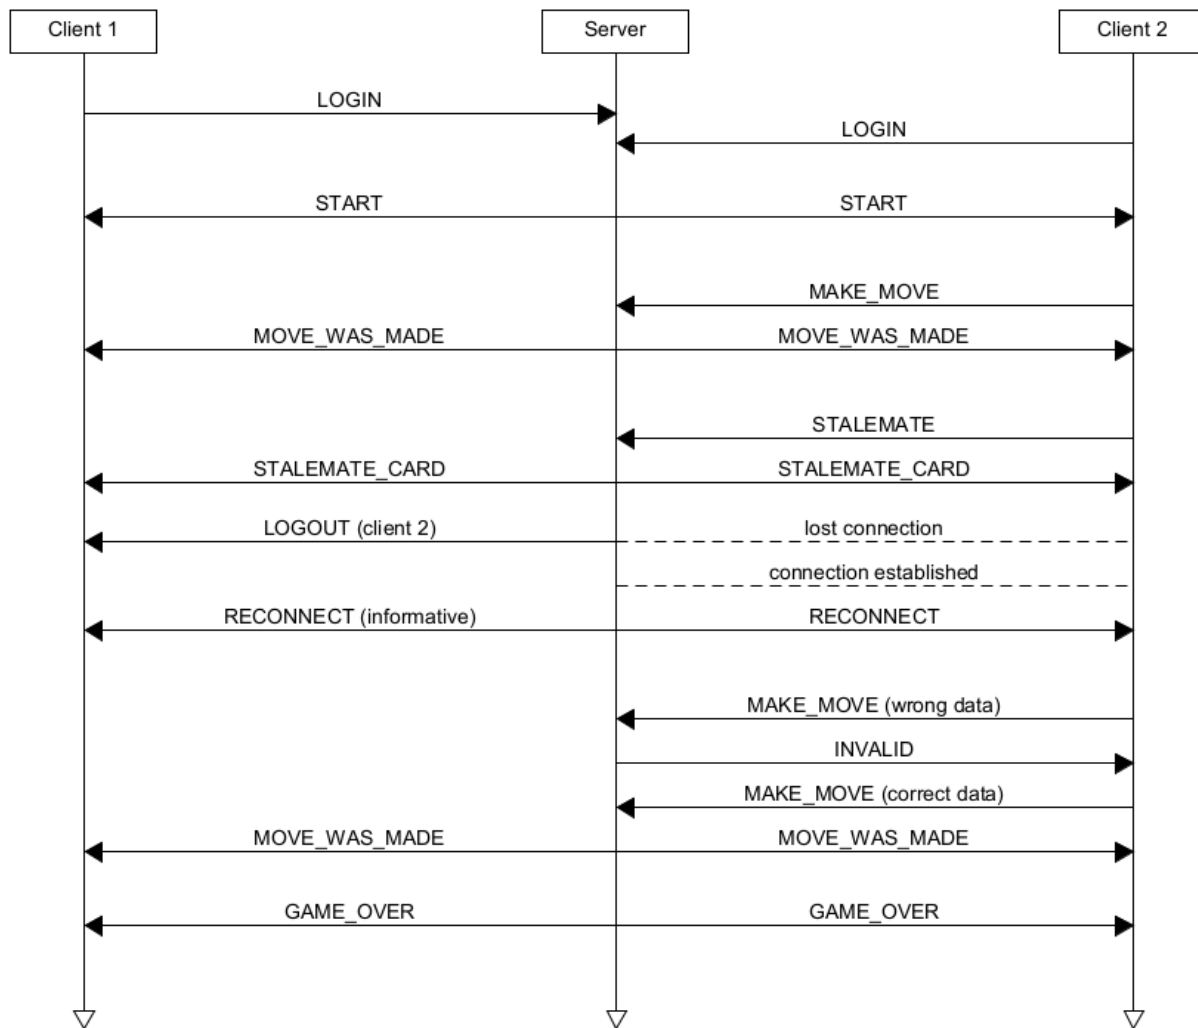 Client 1
Server
Client 2
LOGIN
LOGIN
START
START
MAKE_MOVE
MOVE_WAS_MADE
MOVE_WAS_MADE
STALEMATE
STALEMATE_CARD
STALEMATE_CARD
LOGOUT (client 2)
lost connection
connection established
RECONNECT (informative)
RECONNECT
MAKE_MOVE (wrong data)
INVALID
MAKE_MOVE (correct data)
MOVE_WAS_MADE
MOVE_WAS_MADE
GAME_OVER
GAME_OVER